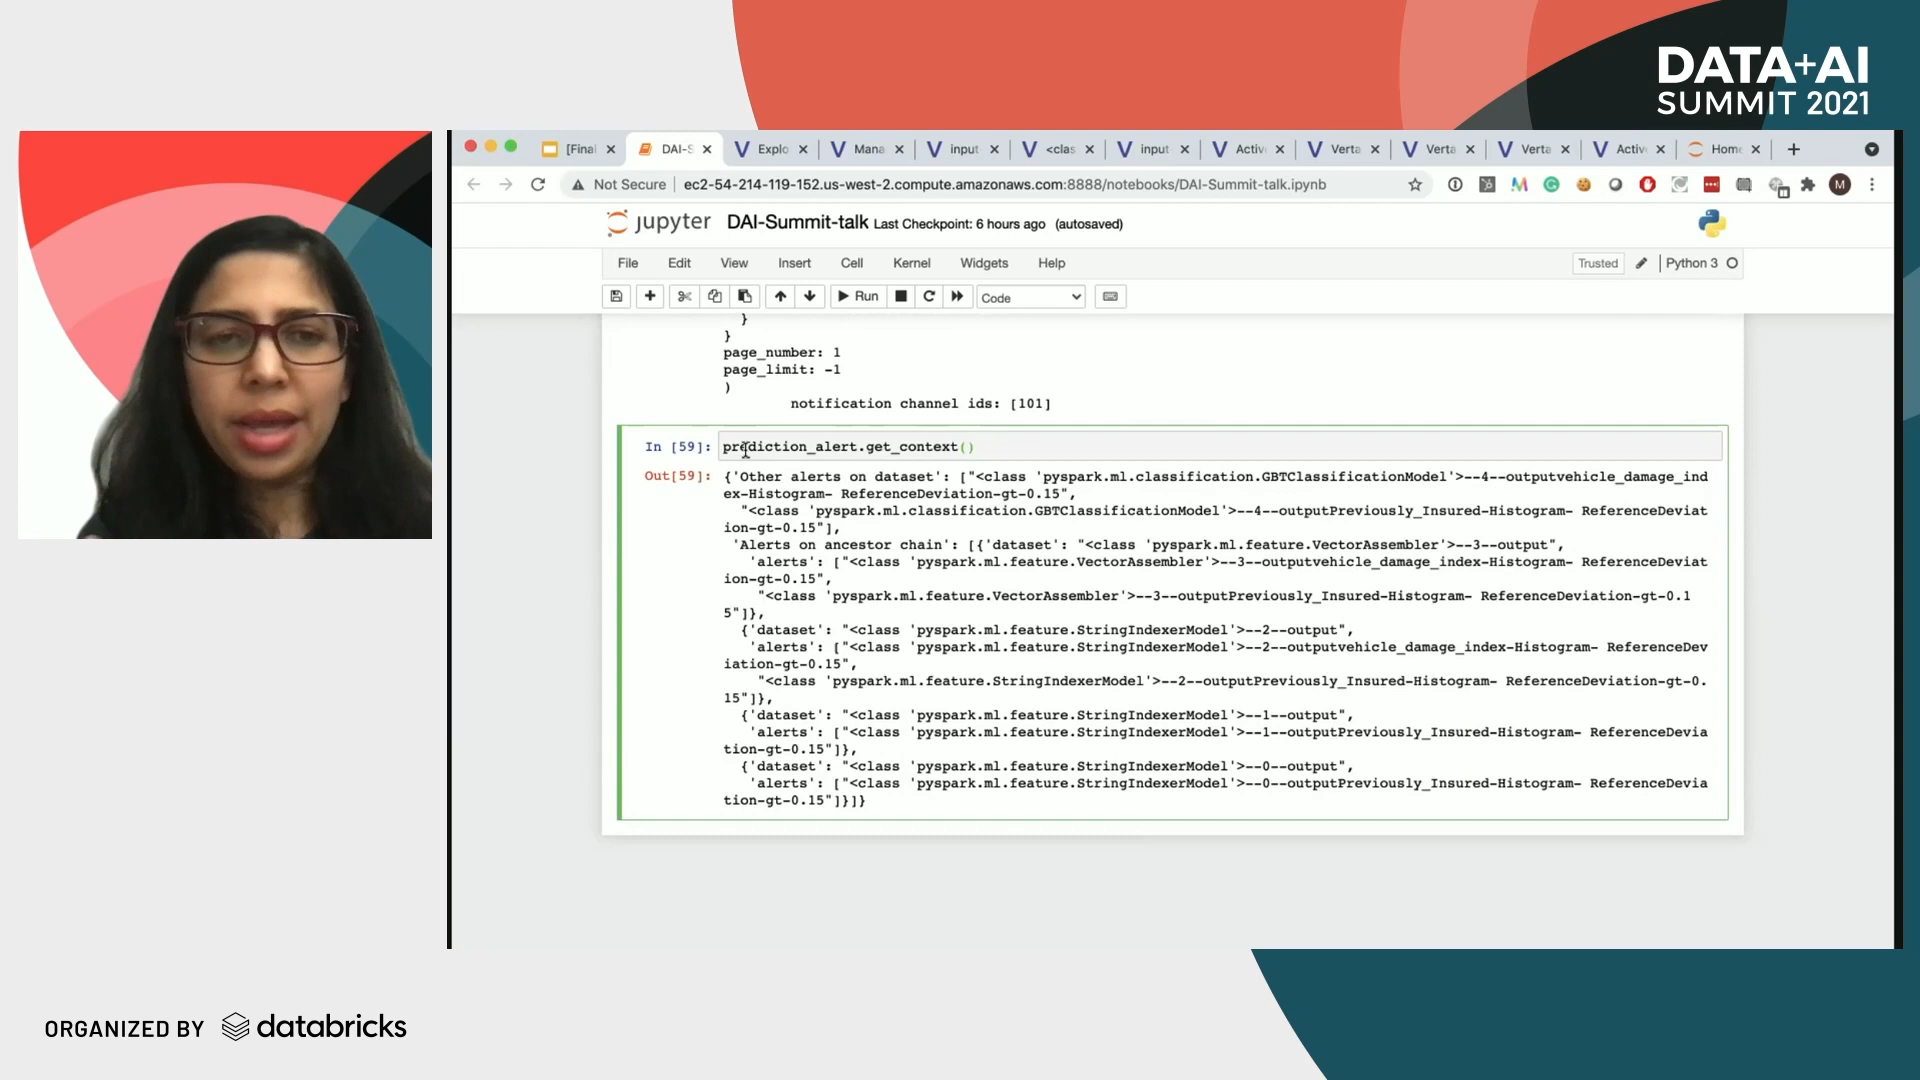 DATA+AI
SUMMIT 2021
[Final
DAI-S
Explo
Mana
input
<clas
input
Activ
Verta
Verta
Verta
Activ
Home
Not Secure | ec2-54-214-119-152.us-west-2.compute.amazonaws.com:8888/notebooks/DAI-Summit-talk.ipynb
M
jupyter DAI-Summit-talk Last Checkpoint: 6 hours ago (autosaved)
File Edit View Insert Cell Kernel Widgets Help Trusted Python 3
Run Code
}
}
page_number: 1
page_limit: -1
)
notification channel ids: [101]
In [59]: prediction_alert.get_context()
Out[59]: {'Other alerts on dataset': ["<class 'pyspark.ml.classification.GBTClassificationModel'>--4--outputvehicle_damage_ind
ex-Histogram- ReferenceDeviation-gt-0.15",
"<class 'pyspark.ml.classification.GBTClassificationModel'>--4--outputPreviously_Insured-Histogram- ReferenceDeviat
ion-gt-0.15"],
'Alerts on ancestor chain': [{'dataset': "<class 'pyspark.ml.feature.VectorAssembler'>--3--output",
'alerts': ["<class 'pyspark.ml.feature.VectorAssembler'>--3--outputvehicle_damage_index-Histogram- ReferenceDeviat
ion-gt-0.15",
"<class 'pyspark.ml.feature.VectorAssembler'>--3--outputPreviously_Insured-Histogram- ReferenceDeviation-gt-0.1
5"]},
{'dataset': "<class 'pyspark.ml.feature.StringIndexerModel'>--2--output",
'alerts': ["<class 'pyspark.ml.feature.StringIndexerModel'>--2--outputvehicle_damage_index-Histogram- ReferenceDev
iation-gt-0.15",
"<class 'pyspark.ml.feature.StringIndexerModel'>--2--outputPreviously_Insured-Histogram- ReferenceDeviation-gt-0.
15"]},
{'dataset': "<class 'pyspark.ml.feature.StringIndexerModel'>--1--output",
'alerts': ["<class 'pyspark.ml.feature.StringIndexerModel'>--1--outputPreviously_Insured-Histogram- ReferenceDevia
tion-gt-0.15"]},
{'dataset': "<class 'pyspark.ml.feature.StringIndexerModel'>--0--output",
'alerts': ["<class 'pyspark.ml.feature.StringIndexerModel'>--0--outputPreviously_Insured-Histogram- ReferenceDevia
tion-gt-0.15"]}]}
ORGANIZED BY databricks